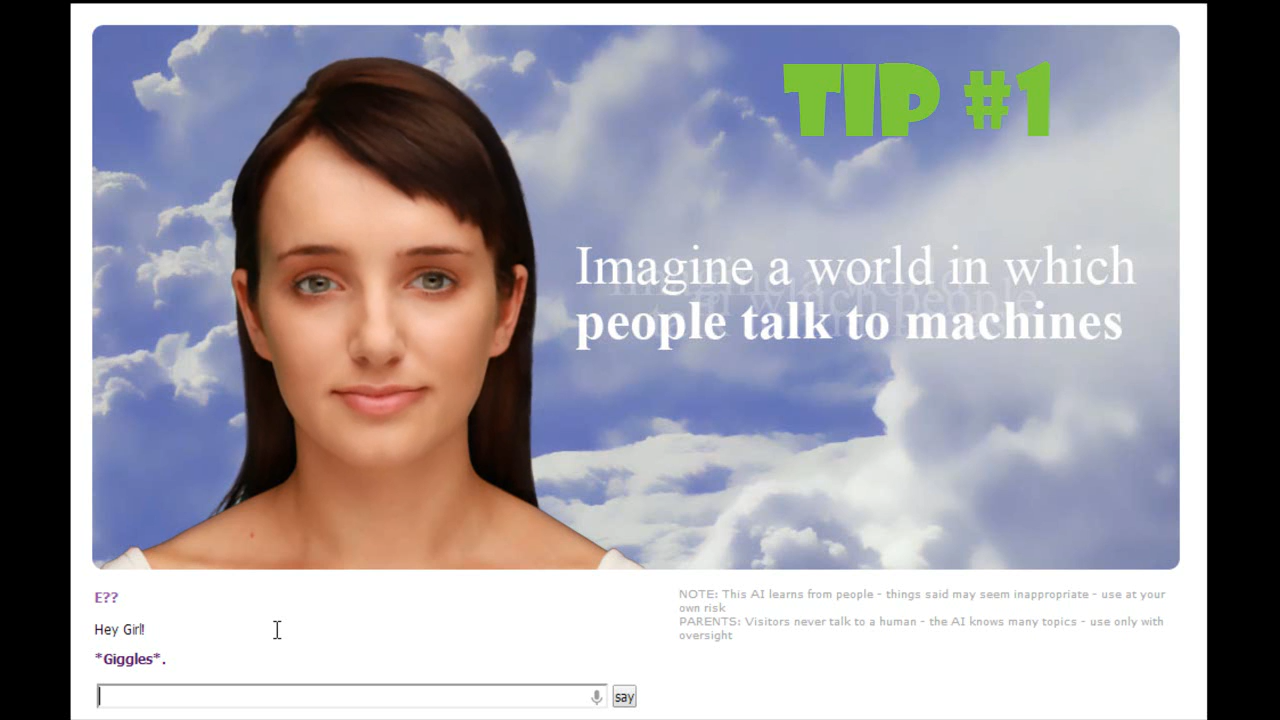 TIP #1
Imagine a world in which
people talk to machines
E??
Hey Girl!
*Giggles*.
say
NOTE: This AI learns from people - things said may seem inappropriate - use at your
own risk
PARENTS: Visitors never talk to a human - the AI knows many topics - use only with
oversight